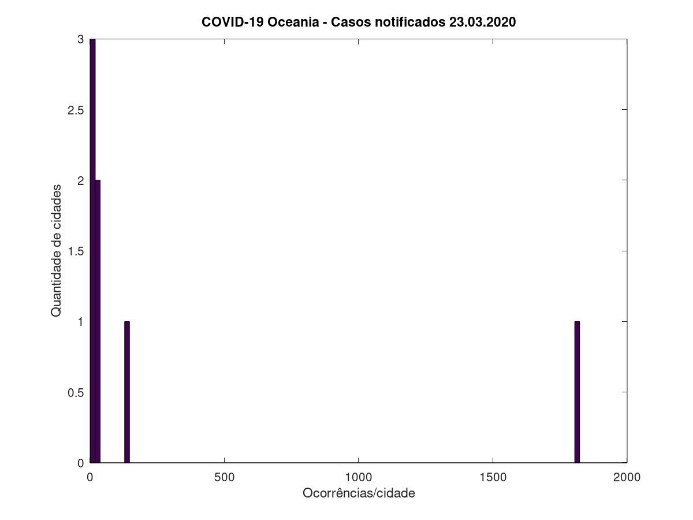 COVID-19 Oceania - Casos notificados 23.03.2020
3
2.5
2
1.5
1
0.5
0
Quantidade de cidades
0 500 1000 1500 2000
Ocorrências/cidade